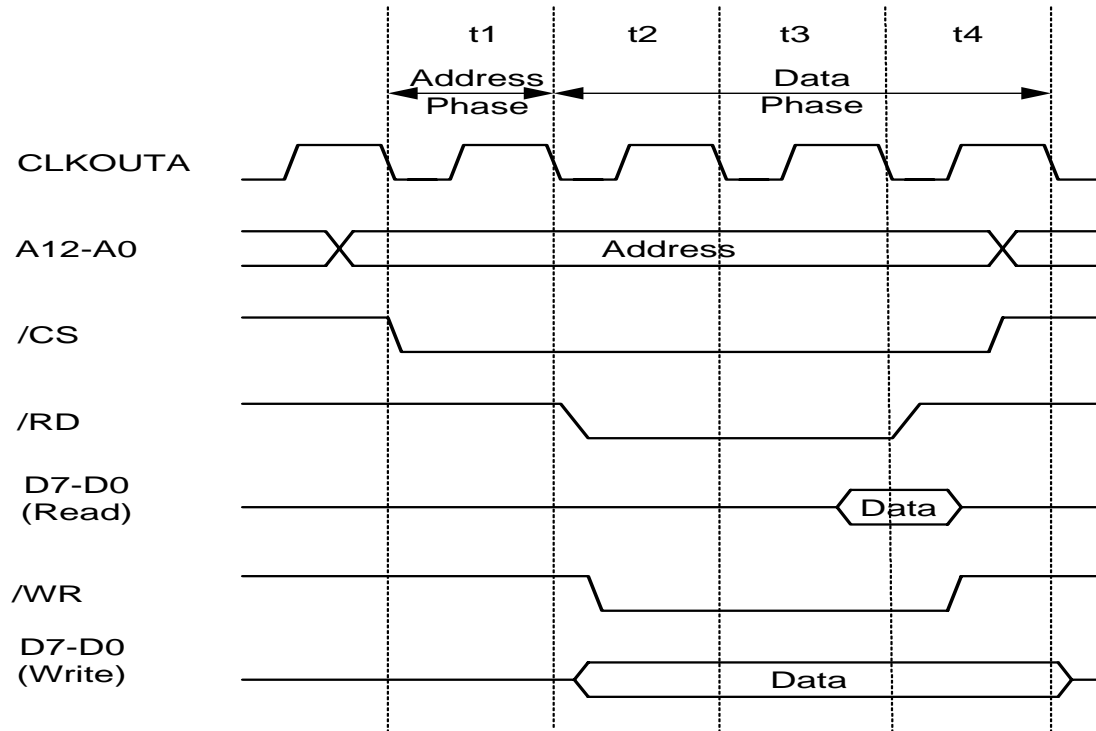 t1 t2 t3 t4
Address Phase
Data Phase
CLKOUTA
A12-A0
Address
/CS
/RD
D7-D0
(Read)
Data
/WR
D7-D0
(Write)
Data